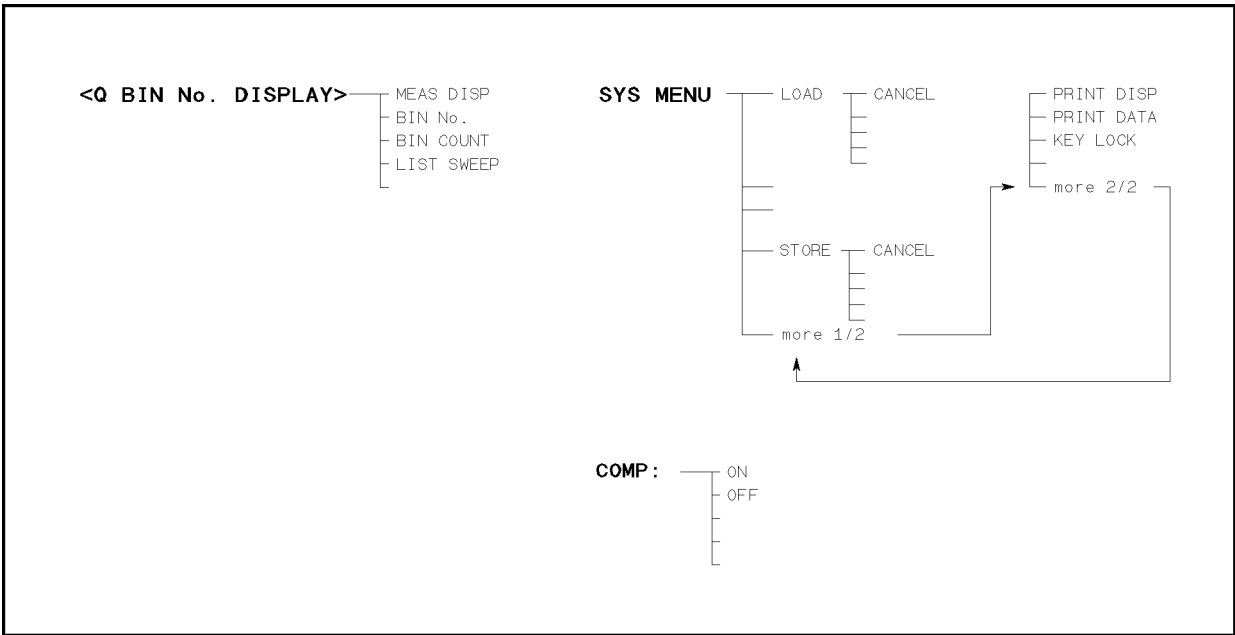 <Q BIN No. DISPLAY>
MEAS DISP
BIN No.
BIN COUNT
LIST SWEEP
SYS MENU
LOAD
CANCEL
STORE
CANCEL
more 1/2
PRINT DISP
PRINT DATA
KEY LOCK
more 2/2
COMP:
ON
OFF